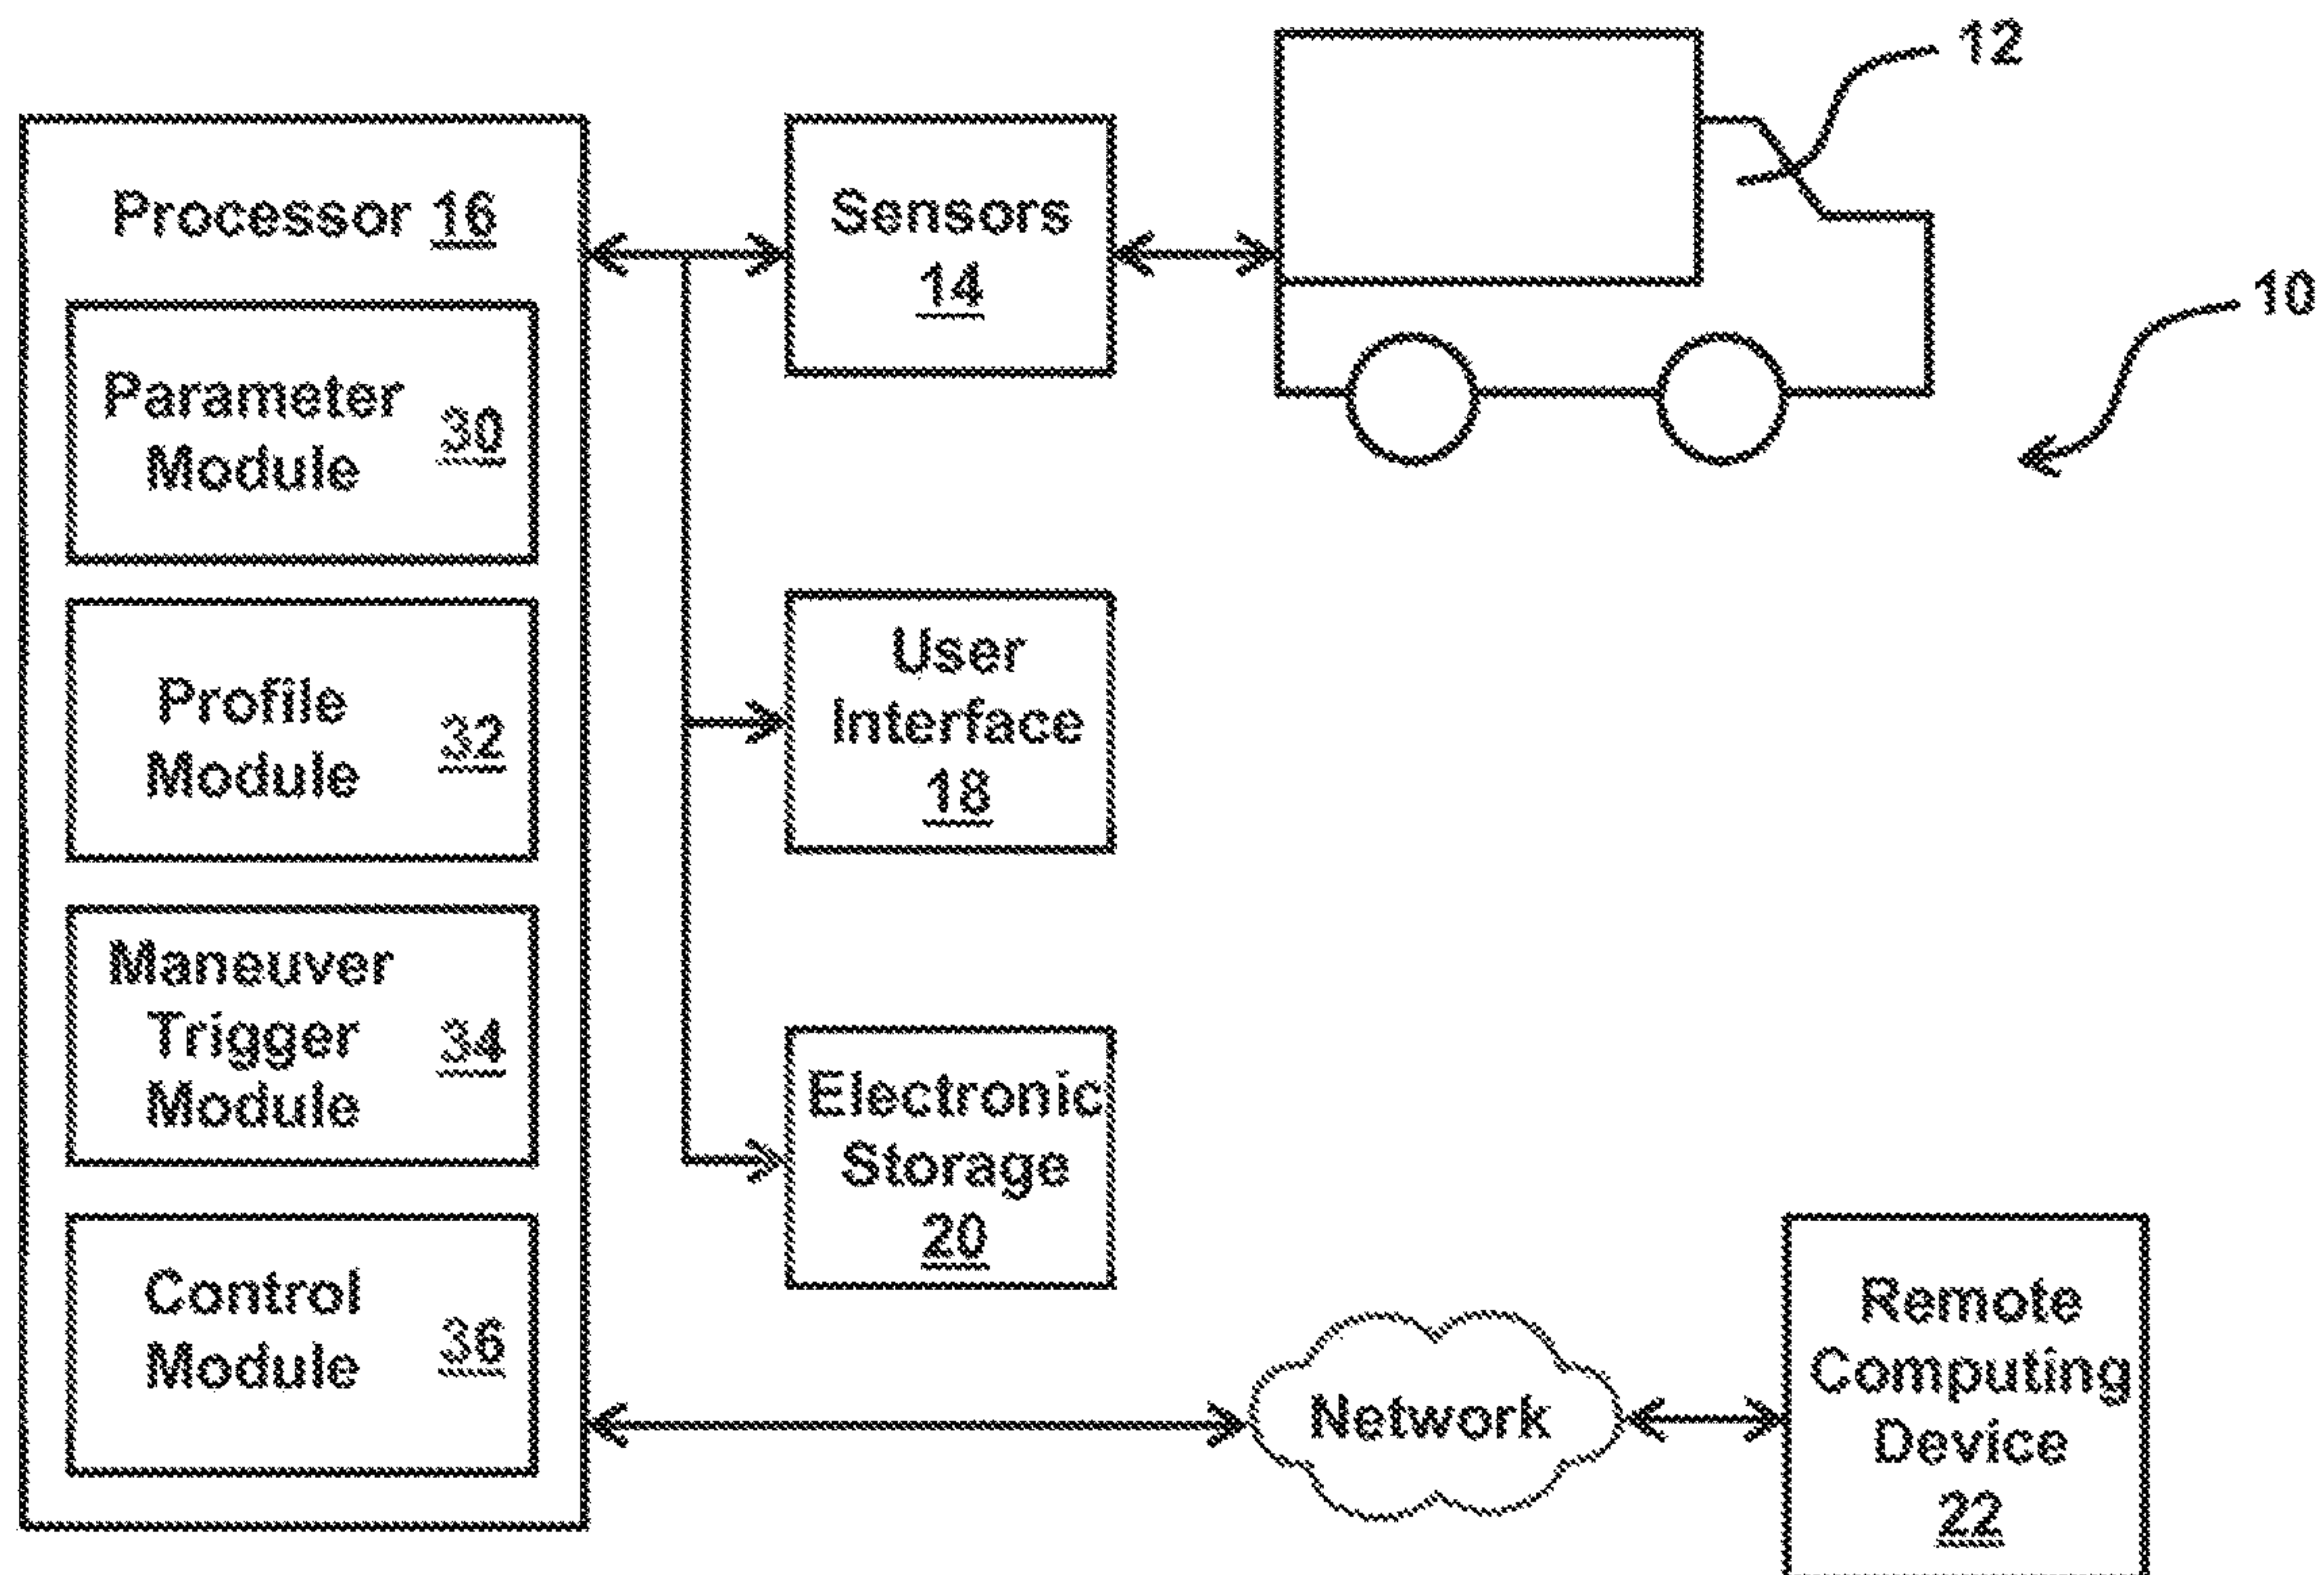 12
10
Processor 16
Parameter
Module
30
Profile
Module
32
Maneuver
Trigger
Module
34
Control
Module
36
Sensors
14
User
Interface
18
Electronic
Storage
20
Network
Remote
Computing
Device
22